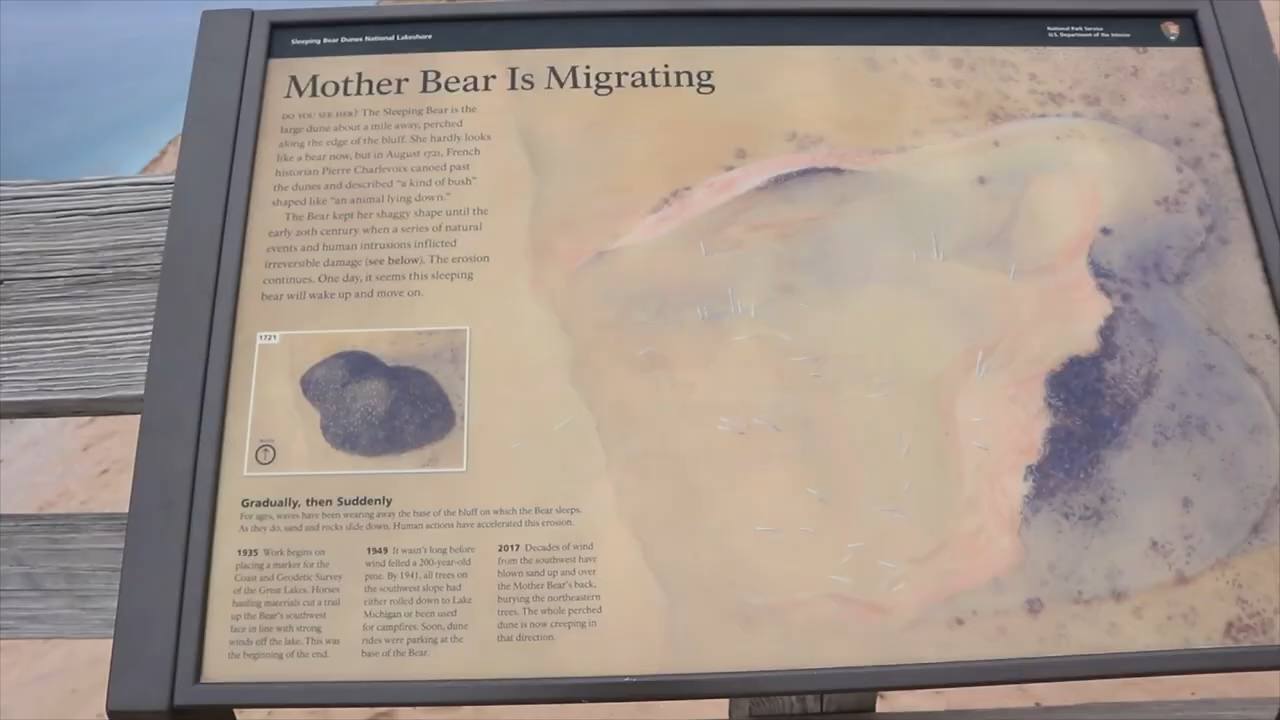 Sleeping Bear Dunes National Lakeshore
National Park Service
U.S. Department of the Interior
Mother Bear Is Migrating
DO YOU SEE HER? The Sleeping Bear is the
large dune about a mile away, perched
along the edge of the bluff. She hardly looks
like a bear now, but in August 1721, French
historian Pierre Charlevoix canoed past
the dunes and described “a kind of bush”
shaped like “an animal lying down.”
The Bear kept her shaggy shape until the
early 20th century when a series of natural
events and human intrusions inflicted
irreversible damage (see below). The erosion
continues. One day, it seems this sleeping
bear will wake up and move on.
1721
North
Gradually, then Suddenly
For ages, waves have been wearing away the base of the bluff on which the Bear sleeps.
As they do, sand and rocks slide down. Human actions have accelerated this erosion.
1935 Work begins on
placing a marker for the
Coast and Geodetic Survey
of the Great Lakes. Horses
hauling materials cut a trail
up the Bear's southwest
face in line with strong
winds off the lake. This was
the beginning of the end.
1949 It wasn't long before
wind felled a 200-year-old
pine. By 1941, all trees on
the southwest slope had
either rolled down to Lake
Michigan or been used
for campfires. Soon, dune
rides were parking at the
base of the Bear.
2017 Decades of wind
from the southwest have
blown sand up and over
the Mother Bear's back,
burying the northeastern
trees. The whole perched
dune is now creeping in
that direction.